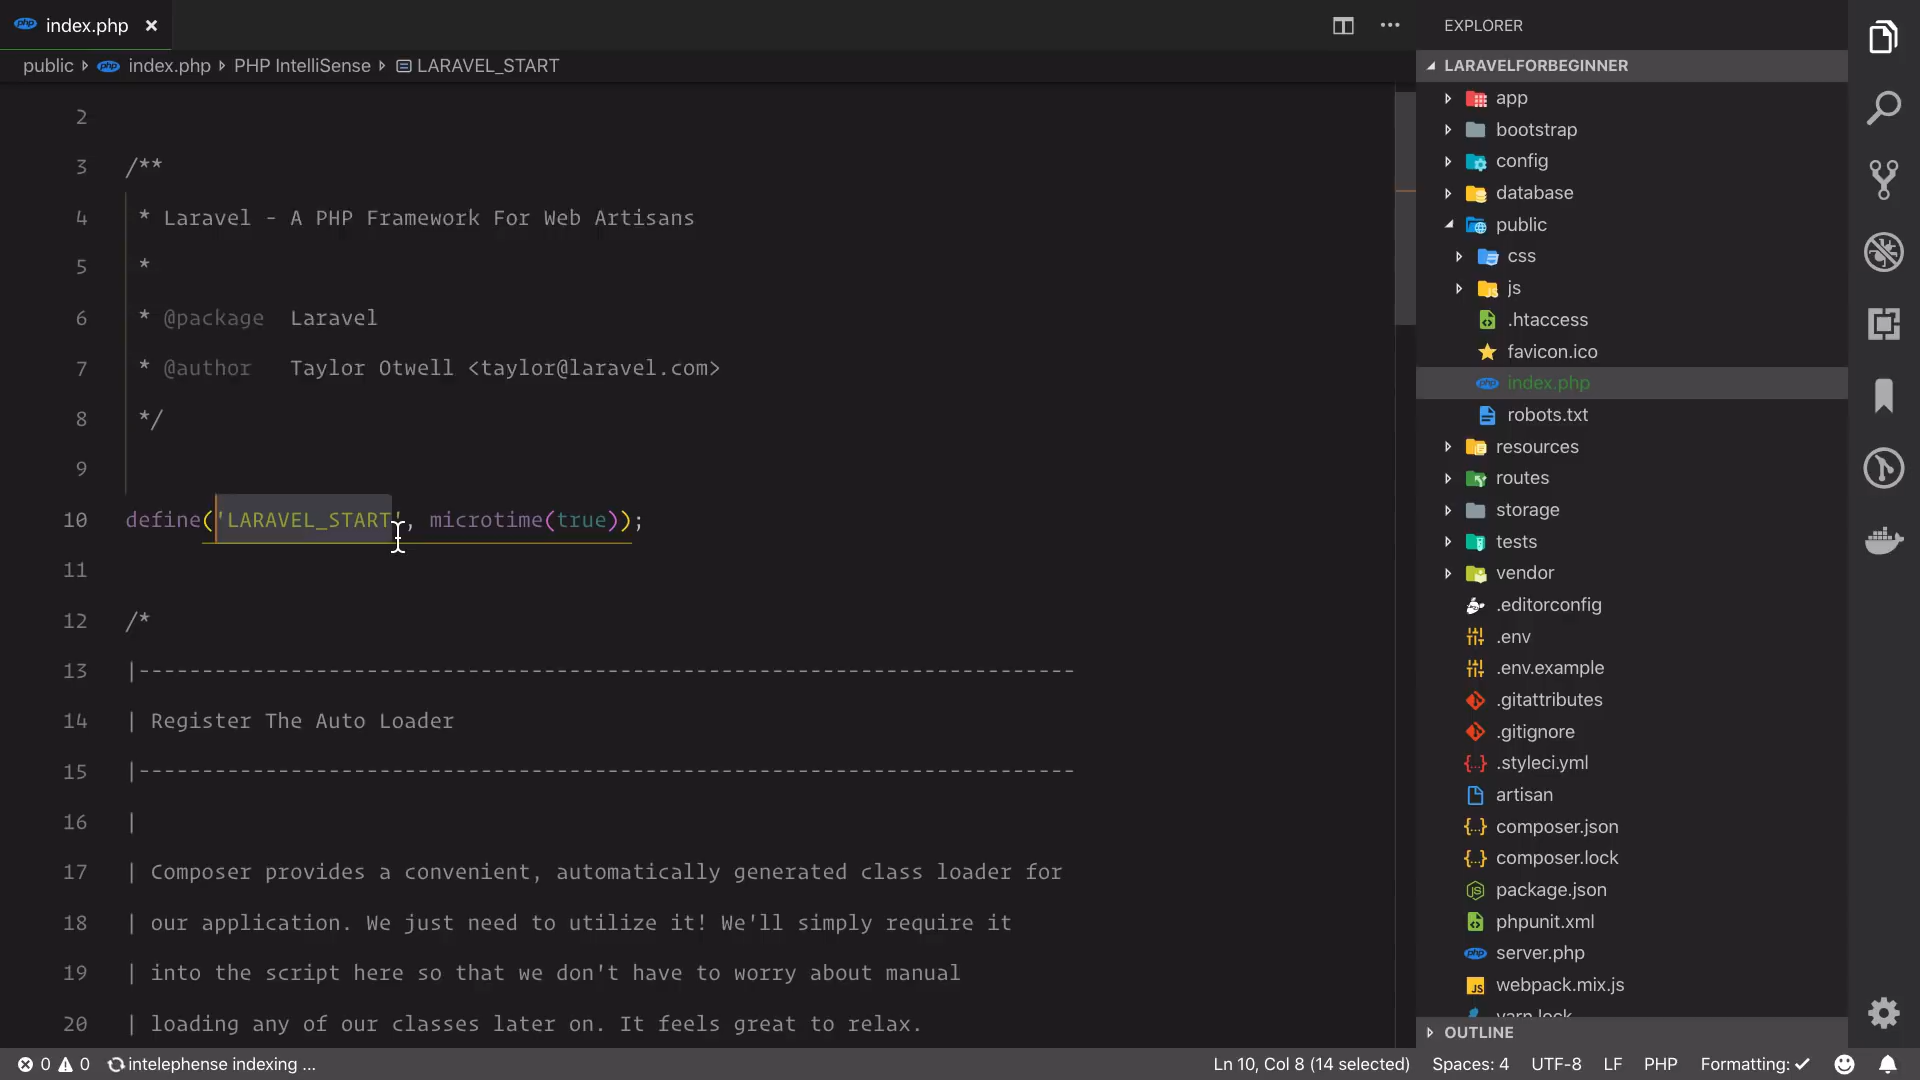 index.php
EXPLORER
public index.php PHP IntelliSense LARAVEL_START
LARAVELFORBEGINNER
2
3 /**
4 * Laravel - A PHP Framework For Web Artisans
5 *
6 * @package Laravel
7 * @author Taylor Otwell <taylor@laravel.com>
8 */
9
10 define('LARAVEL_START', microtime(true));
11
12 /*
13 |--------------------------------------------------------------------------
14 | Register The Auto Loader
15 |--------------------------------------------------------------------------
16 |
17 | Composer provides a convenient, automatically generated class loader for
18 | our application. We just need to utilize it! We'll simply require it
19 | into the script here so that we don't have to worry about manual
20 | loading any of our classes later on. It feels great to relax.
app
bootstrap
config
database
public
css
js
.htaccess
favicon.ico
index.php
robots.txt
resources
routes
storage
tests
vendor
.editorconfig
.env
.env.example
.gitattributes
.gitignore
.styleci.yml
artisan
composer.json
composer.lock
package.json
phpunit.xml
server.php
webpack.mix.js
yarn.lock
OUTLINE
0 0 intelephense indexing ... Ln 10, Col 8 (14 selected) Spaces: 4 UTF-8 LF PHP Formatting: ✓